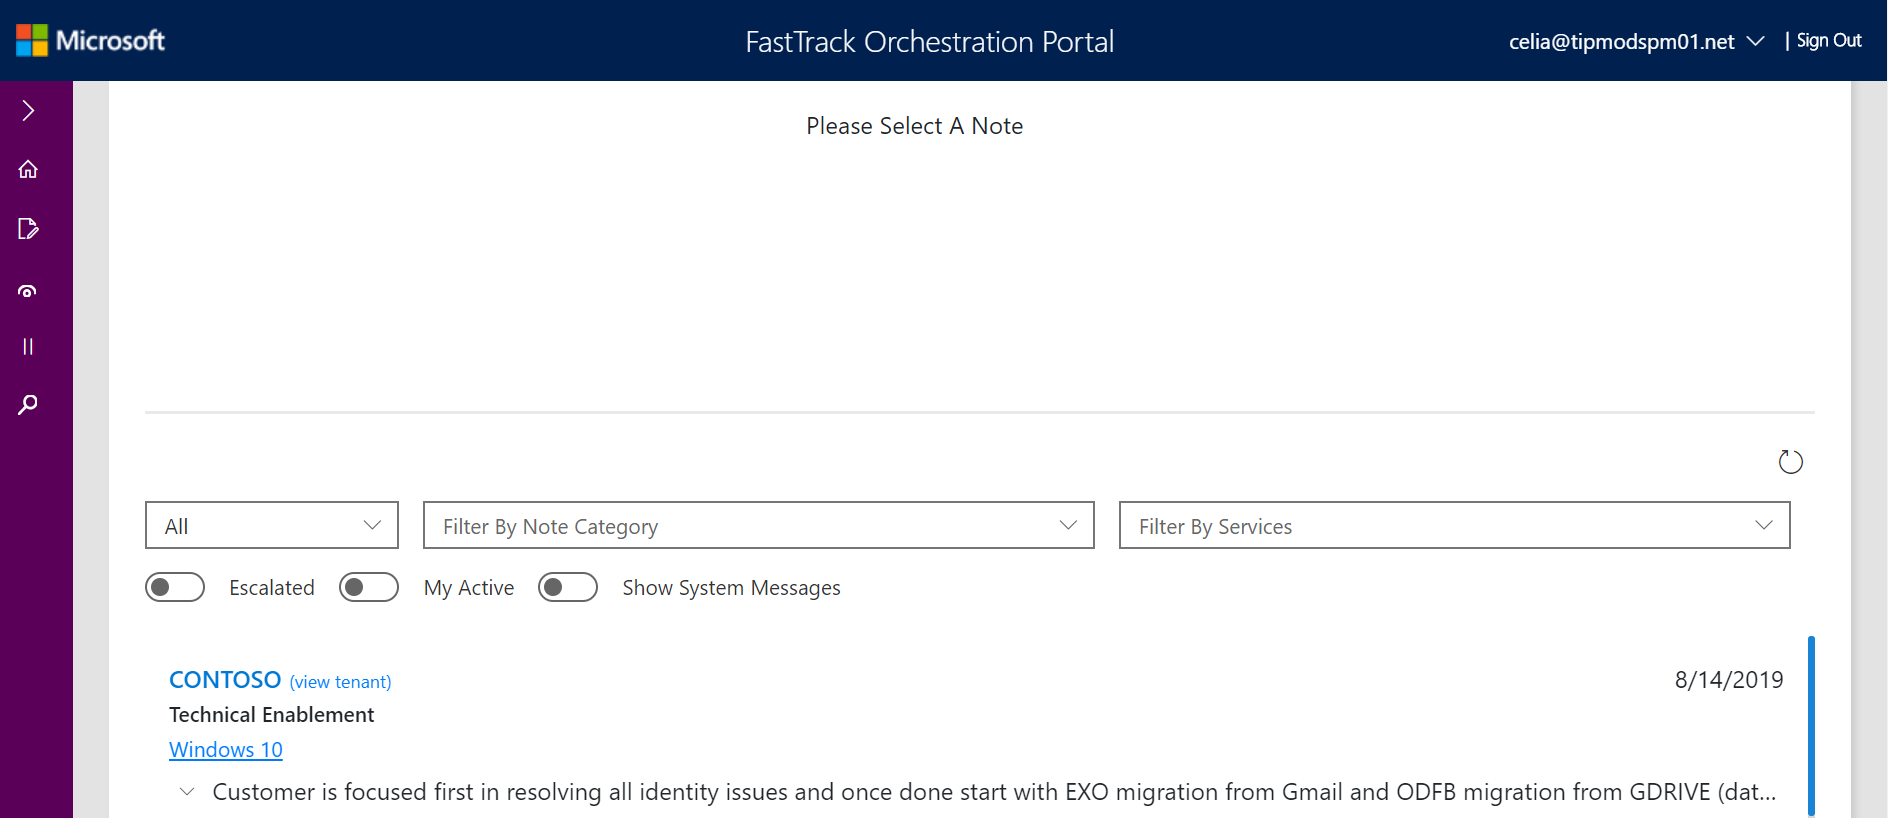 Microsoft
FastTrack Orchestration Portal
celia@tipmodspm01.net | Sign Out
Please Select A Note
All
Filter By Note Category
Filter By Services
Escalated
My Active
Show System Messages
CONTOSO (view tenant)
8/14/2019
Technical Enablement
Windows 10
Customer is focused first in resolving all identity issues and once done start with EXO migration from Gmail and ODFB migration from GDRIVE (dat...